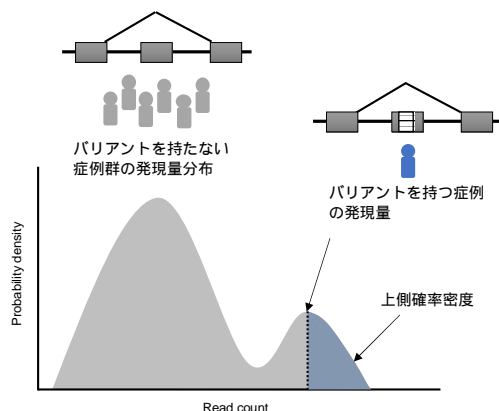 バリアントを持たない
症例群の発現量分布
バリアントを持つ症例
の発現量
上側確率密度
Probability density
Read count